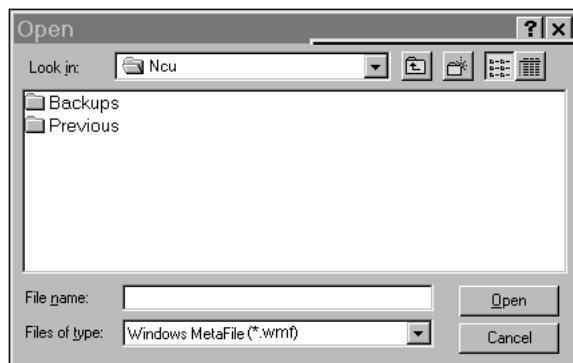 Open
Look in: Ncu
Backups
Previous
File name: Open
Files of type: Windows MetaFile (*.wmf) Cancel